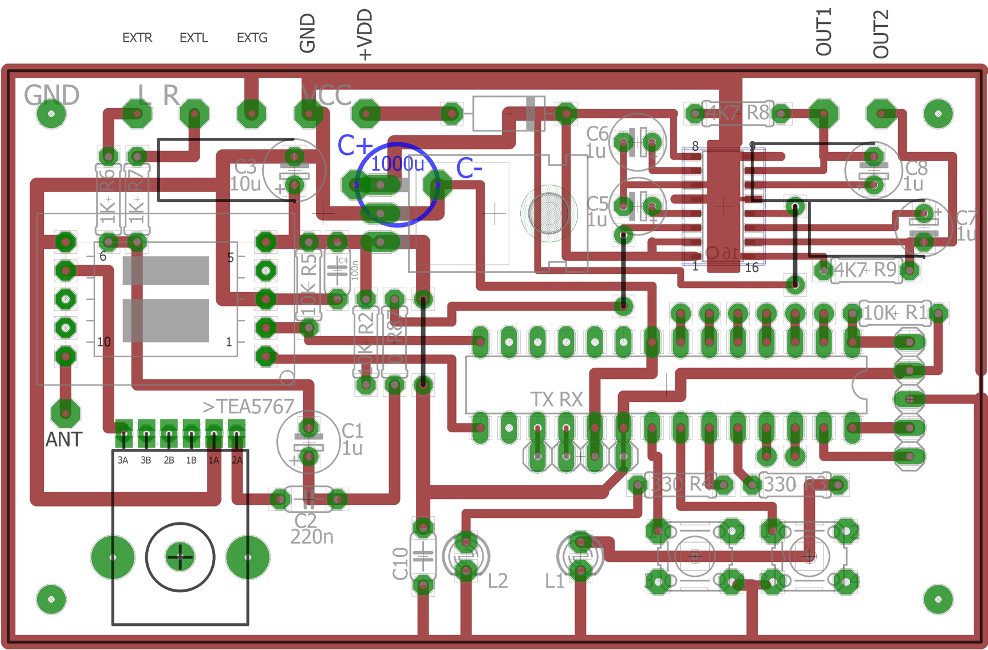 EXTR EXTL EXTG GND +VDD OUT1 OUT2
GND L R VCC
4K7 R8
C+ 1000u C-
C6
1u
C3
10u
C8
1u
1K R6
1K R7
C5
1u
C7
1u
8
9
1
16
6
5
10
1
10K R5
100n
4K7 R9
R2
10K R1
TX RX
>TEA5767
ANT
3A 3B 2B 1B 1A 2A
C1
1u
C2
220n
330 R4
330 R3
C10
L2
L1